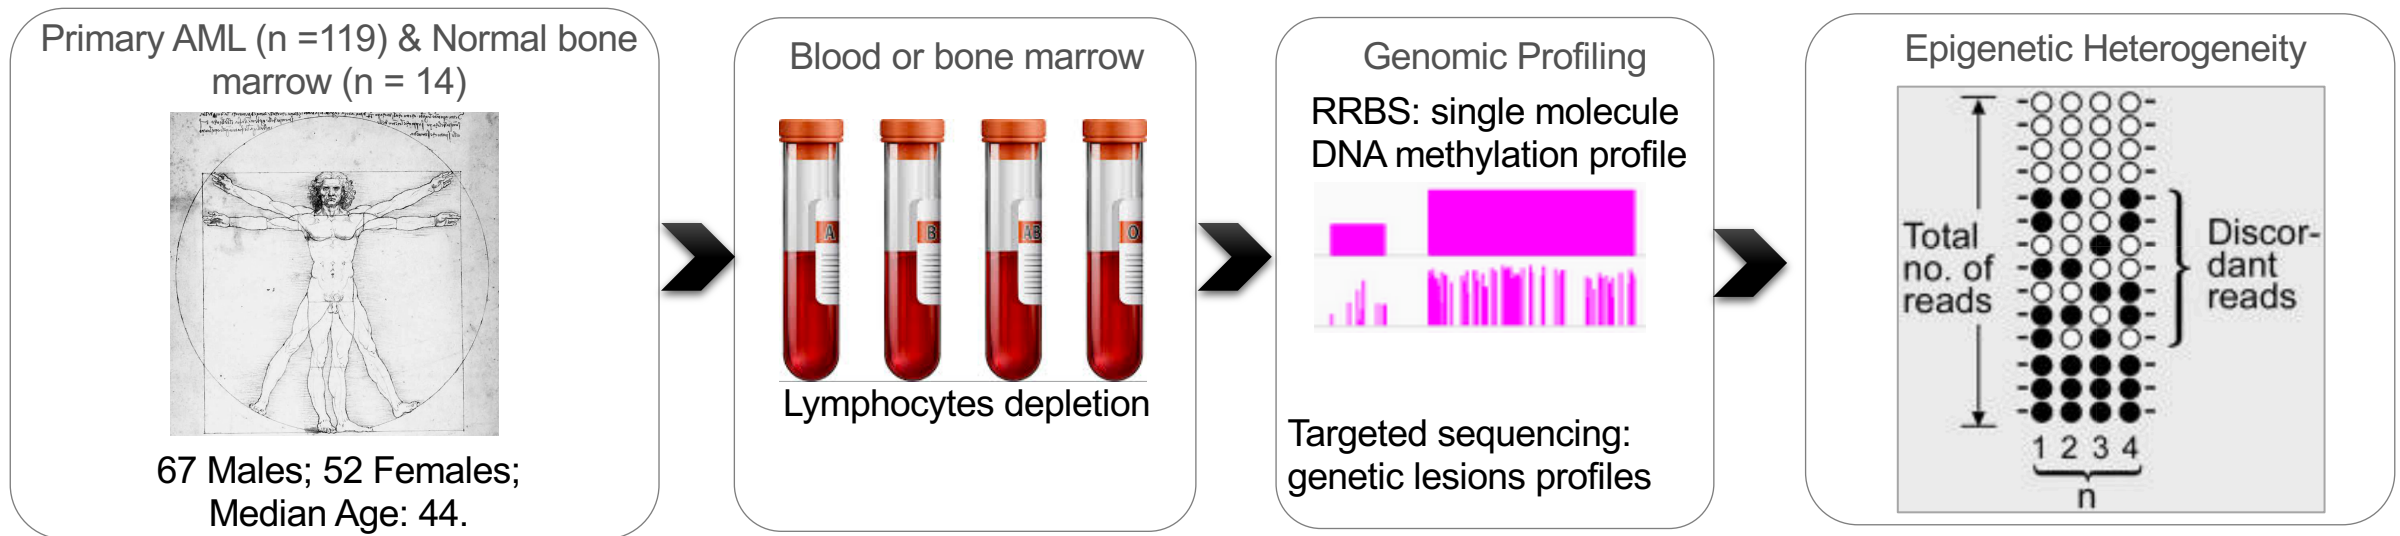 Primary AML (n =119) & Normal bone
marrow (n = 14)
67 Males; 52 Females;
Median Age: 44.
Blood or bone marrow
A
B
AB
O
Lymphocytes depletion
Genomic Profiling
RRBS: single molecule
DNA methylation profile
Targeted sequencing:
genetic lesions profiles
Epigenetic Heterogeneity
Total
no. of
reads
Discor-
dant
reads
1 2 3 4
n